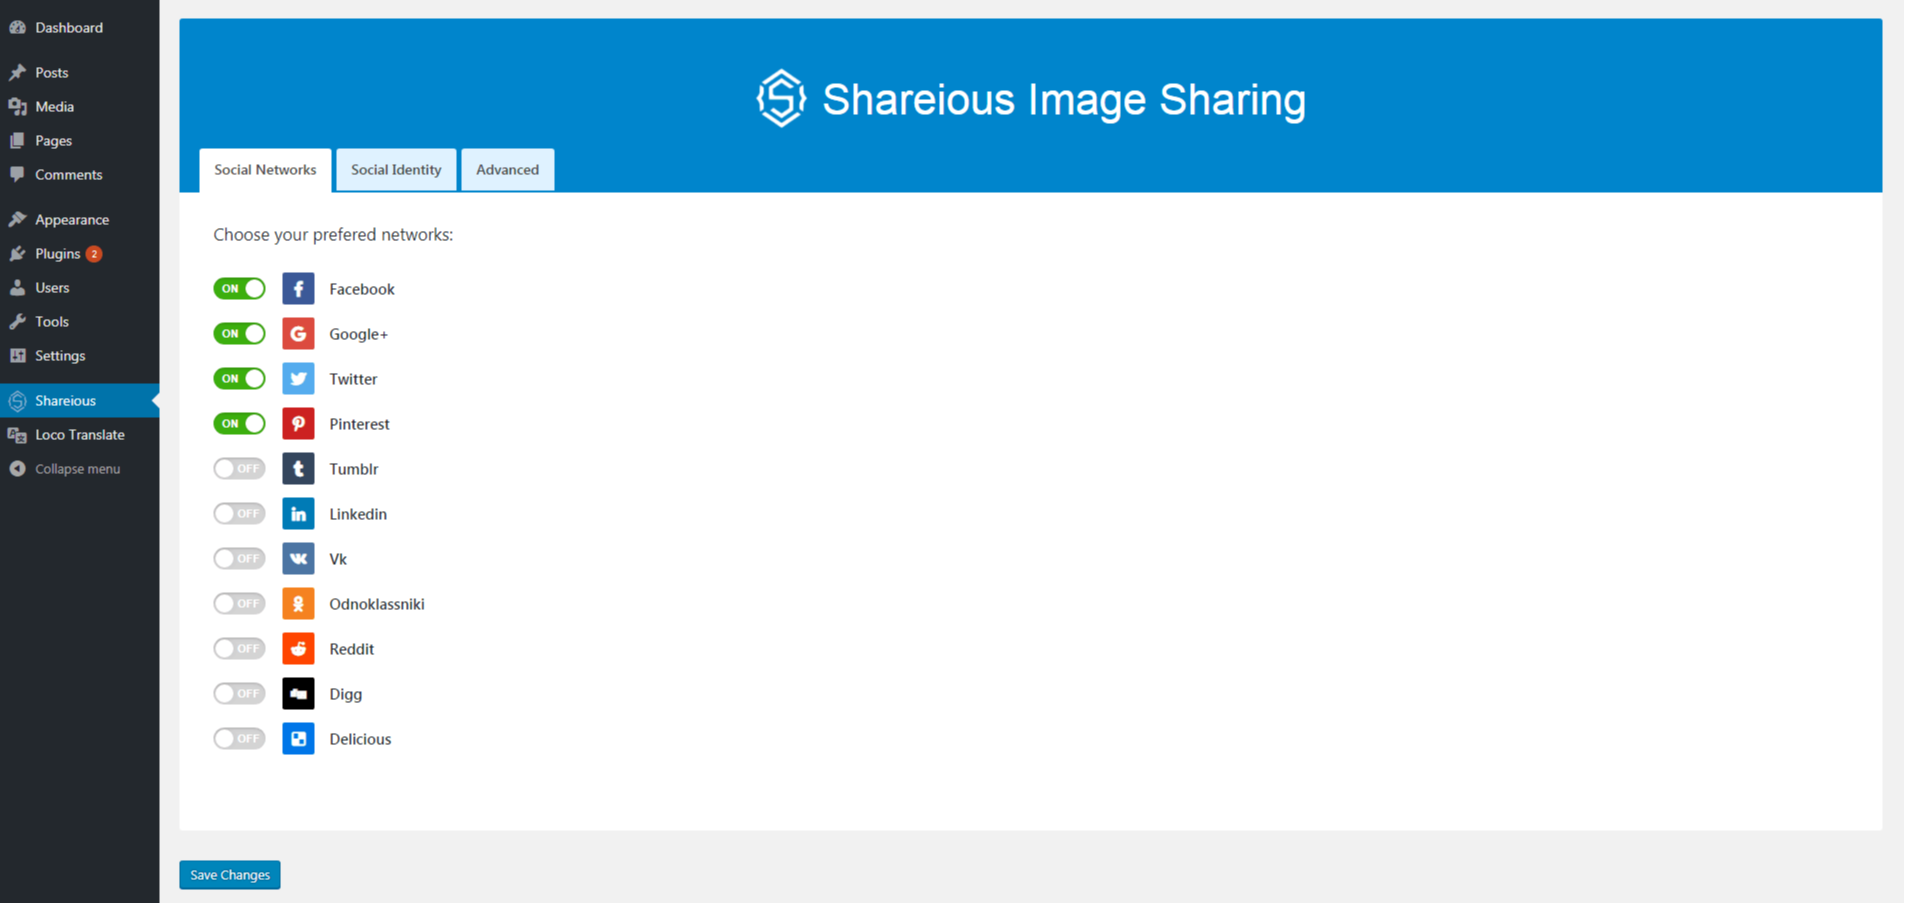 Dashboard
Posts
Media
Pages
Comments
Appearance
Plugins 2
Users
Tools
Settings
Shareious
Loco Translate
Collapse menu
Shareious Image Sharing
Social Networks Social Identity Advanced
Choose your prefered networks:
ON Facebook
ON Google+
ON Twitter
ON Pinterest
OFF Tumblr
OFF Linkedin
OFF Vk
OFF Odnoklassniki
OFF Reddit
OFF Digg
OFF Delicious
Save Changes